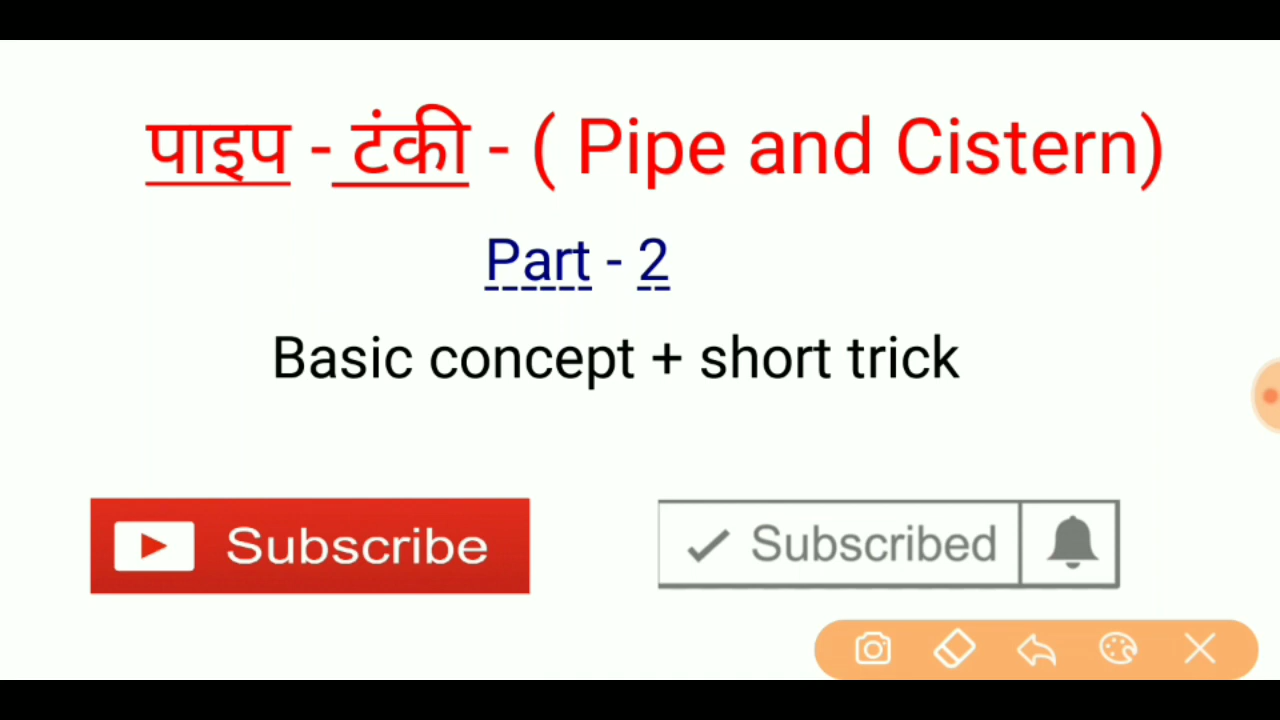 पाइप - टंकी - ( Pipe and Cistern)
Part - 2
Basic concept + short trick
Subscribe
Subscribed